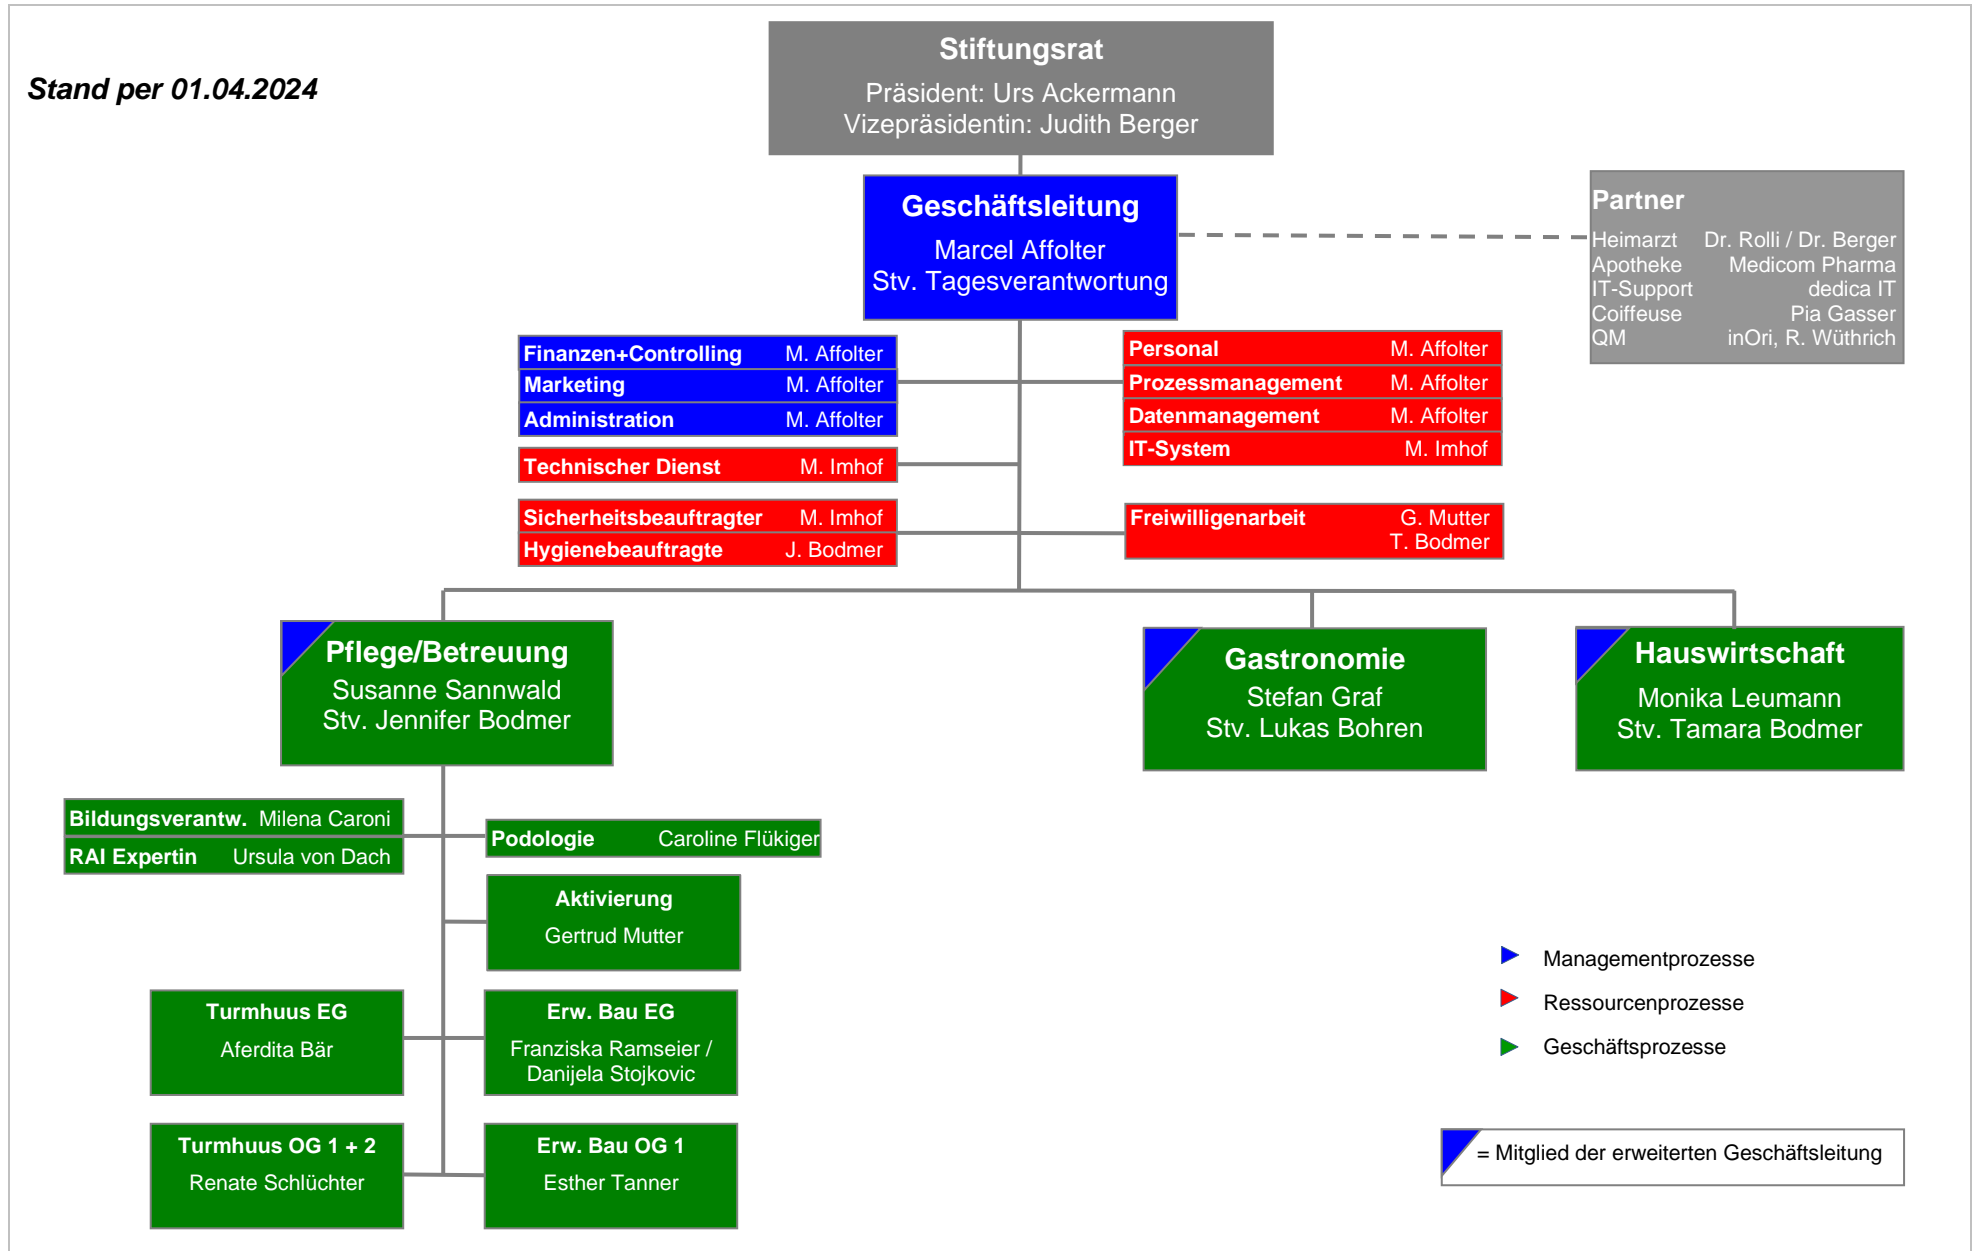 Stand per 01.04.2024
Stiftungsrat
Präsident: Urs Ackermann
Vizepräsidentin: Judith Berger
Geschäftsleitung
Marcel Affolter
Stv. Tagesverantwortung
Partner
Heimarzt Dr. Rolli / Dr. Berger
Apotheke Medicom Pharma
IT-Support dedica IT
Coiffeuse Pia Gasser
QM inOri, R. Wüthrich
Finanzen+Controlling M. Affolter
Marketing M. Affolter
Administration M. Affolter
Technischer Dienst M. Imhof
Sicherheitsbeauftragter M. Imhof
Hygienebeauftragte J. Bodmer
Personal M. Affolter
Prozessmanagement M. Affolter
Datenmanagement M. Affolter
IT-System M. Imhof
Freiwilligenarbeit G. Mutter
T. Bodmer
Pflege/Betreuung
Susanne Sannwald
Stv. Jennifer Bodmer
Gastronomie
Stefan Graf
Stv. Lukas Bohren
Hauswirtschaft
Monika Leumann
Stv. Tamara Bodmer
Bildungsverantw. Milena Caroni
RAI Expertin Ursula von Dach
Podologie Caroline Flükiger
Aktivierung
Gertrud Mutter
Turmhuus EG
Aferdita Bär
Erw. Bau EG
Franziska Ramseier /
Danijela Stojkovic
Turmhuus OG 1 + 2
Renate Schlüchter
Erw. Bau OG 1
Esther Tanner
Managementprozesse
Ressourcenprozesse
Geschäftsprozesse
= Mitglied der erweiterten Geschäftsleitung